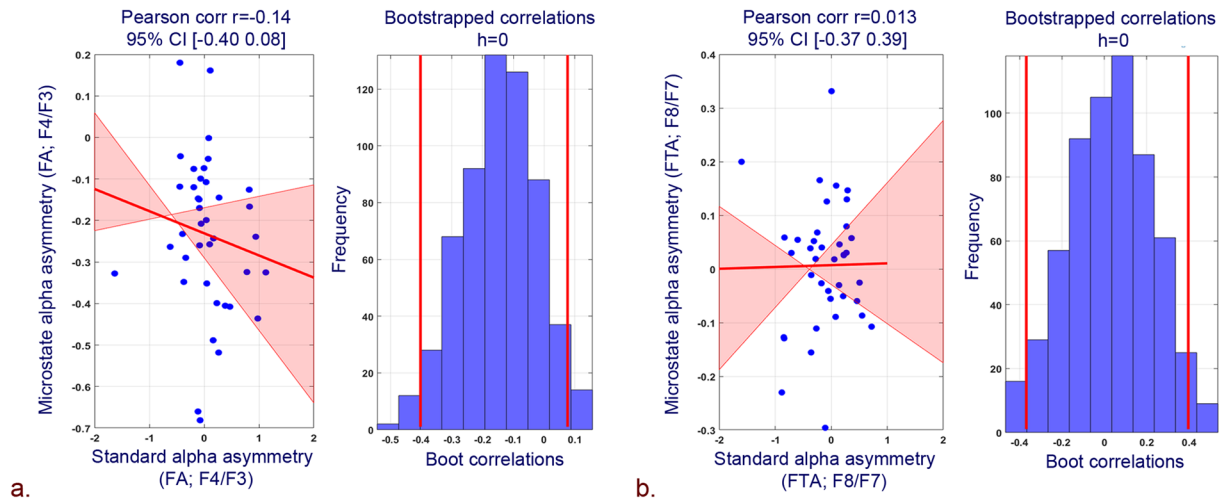 Pearson corr r=-0.14
95% CI [-0.40 0.08]
Microstate alpha asymmetry (FA; F4/F3)
0.2
0.1
0
-0.1
-0.2
-0.3
-0.4
-0.5
-0.6
-0.7
-2 -1 0 1 2
Standard alpha asymmetry
(FA; F4/F3)
Bootstrapped correlations
h=0
Frequency
120
100
80
60
40
20
0
-0.5 -0.4 -0.3 -0.2 -0.1 0 0.1
Boot correlations
a.
Pearson corr r=0.013
95% CI [-0.37 0.39]
Microstate alpha asymmetry (FTA; F8/F7)
0.4
0.3
0.2
0.1
0
-0.1
-0.2
-0.3
-2 -1 0 1 2
Standard alpha asymmetry
(FTA; F8/F7)
Bootstrapped correlations
h=0
Frequency
100
80
60
40
20
0
-0.4 -0.2 0 0.2 0.4
Boot correlations
b.